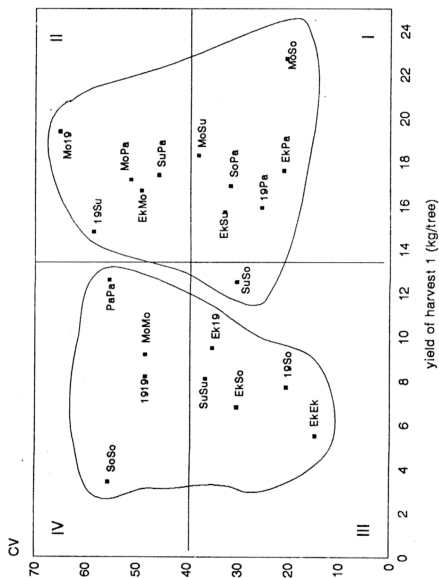 CV
II
I
Mo19
19Su
MoPa
SuPa
EkMo
MoSu
MoSo
SoPa
EkPa
19Pa
EkSu
SuSo
PaPa
MoMo
1919
Ek19
SuSu
EkSo
19So
SoSo
EkEk
IV
III
70
60
50
40
30
20
10
0
0 2 4 6 8 10 12 14 16 18 20 22 24
yield of harvest 1 (kg/tree)